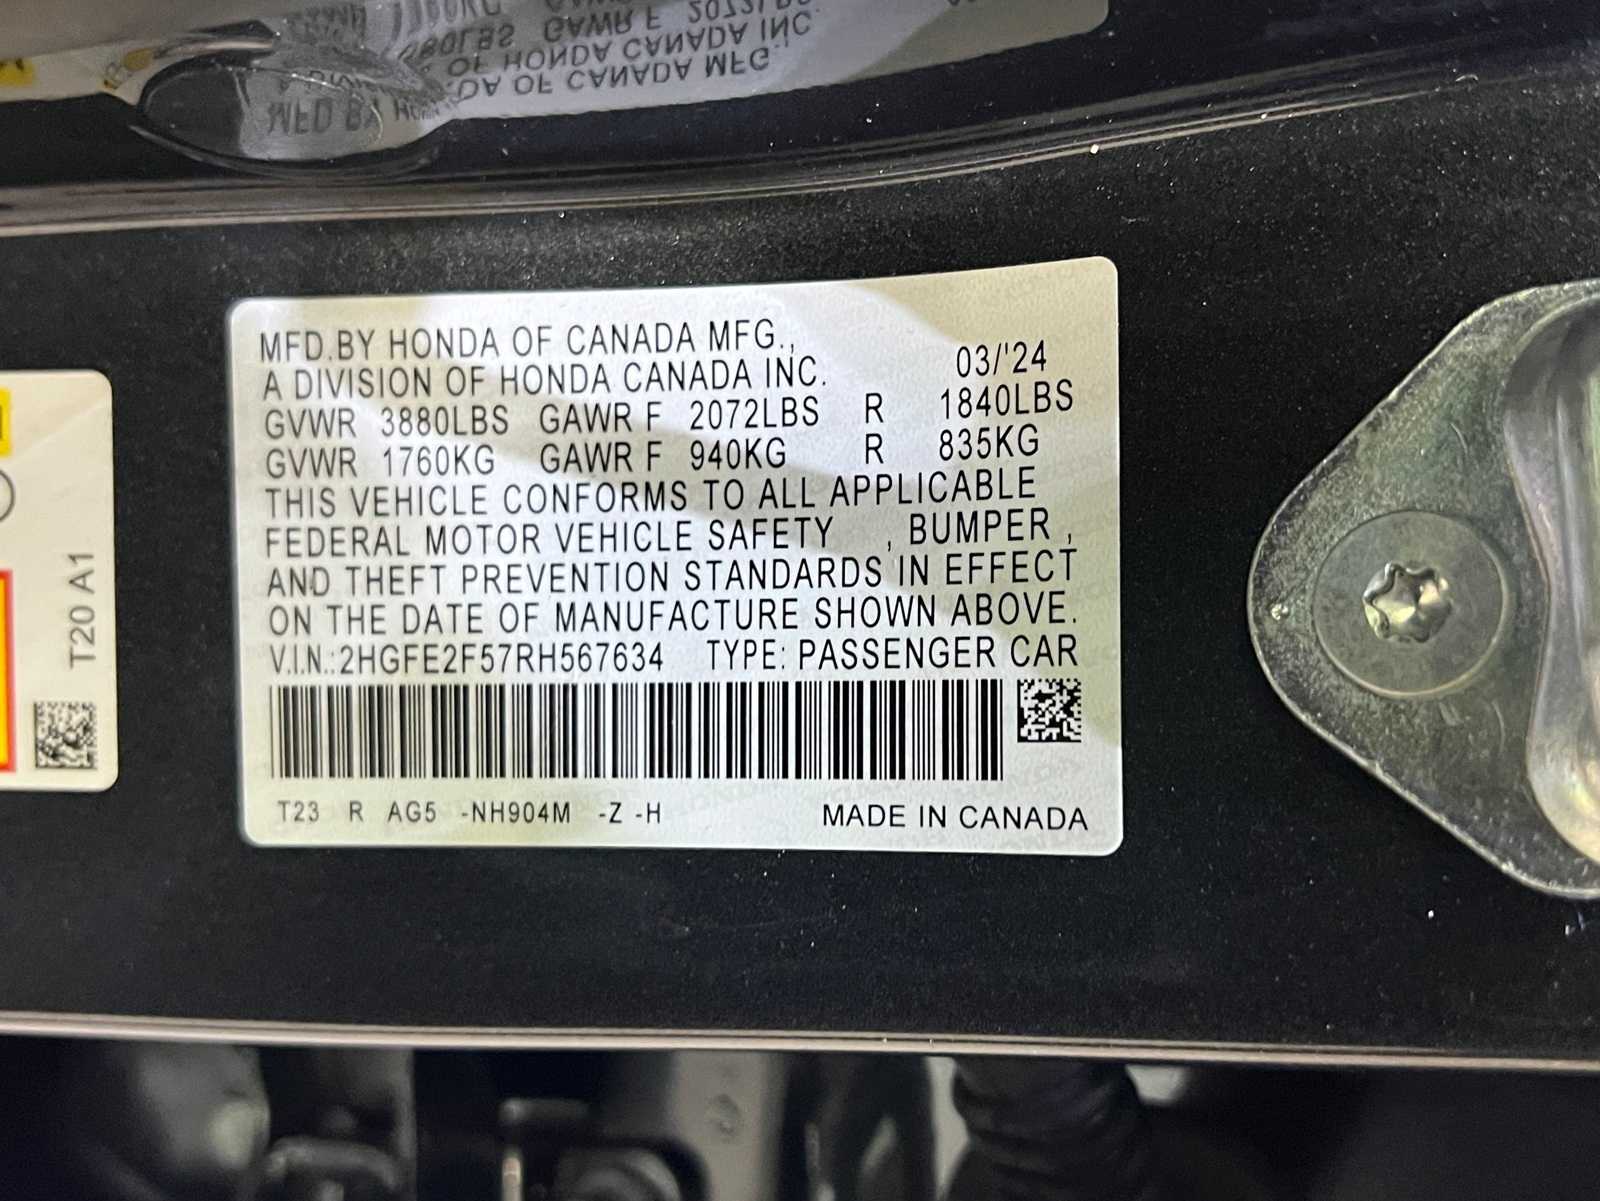 MFD.BY HONDA OF CANADA MFG.,
A DIVISION OF HONDA CANADA INC. 03/'24
GVWR 3880LBS GAWR F 2072LBS R 1840LBS
GVWR 1760KG GAWR F 940KG R 835KG
THIS VEHICLE CONFORMS TO ALL APPLICABLE
FEDERAL MOTOR VEHICLE SAFETY , BUMPER ,
AND THEFT PREVENTION STANDARDS IN EFFECT
ON THE DATE OF MANUFACTURE SHOWN ABOVE.
V.I.N.:2HGFE2F57RH567634 TYPE: PASSENGER CAR
T23 R AG5 -NH904M -Z -H MADE IN CANADA
T20 A1